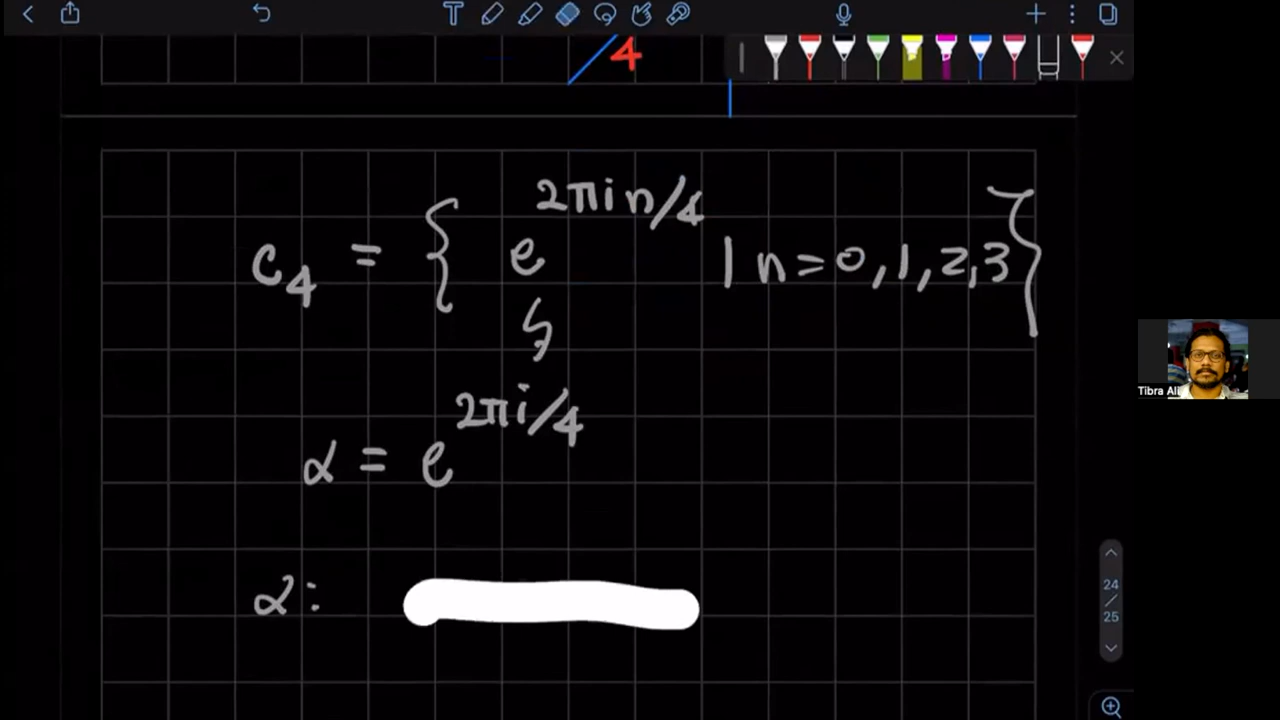 4
C₄ = { e^{2πin/4} | n = 0, 1, 2, 3 }
α = e^{2πi/4}
α:
Tibra Ali
24
/
25